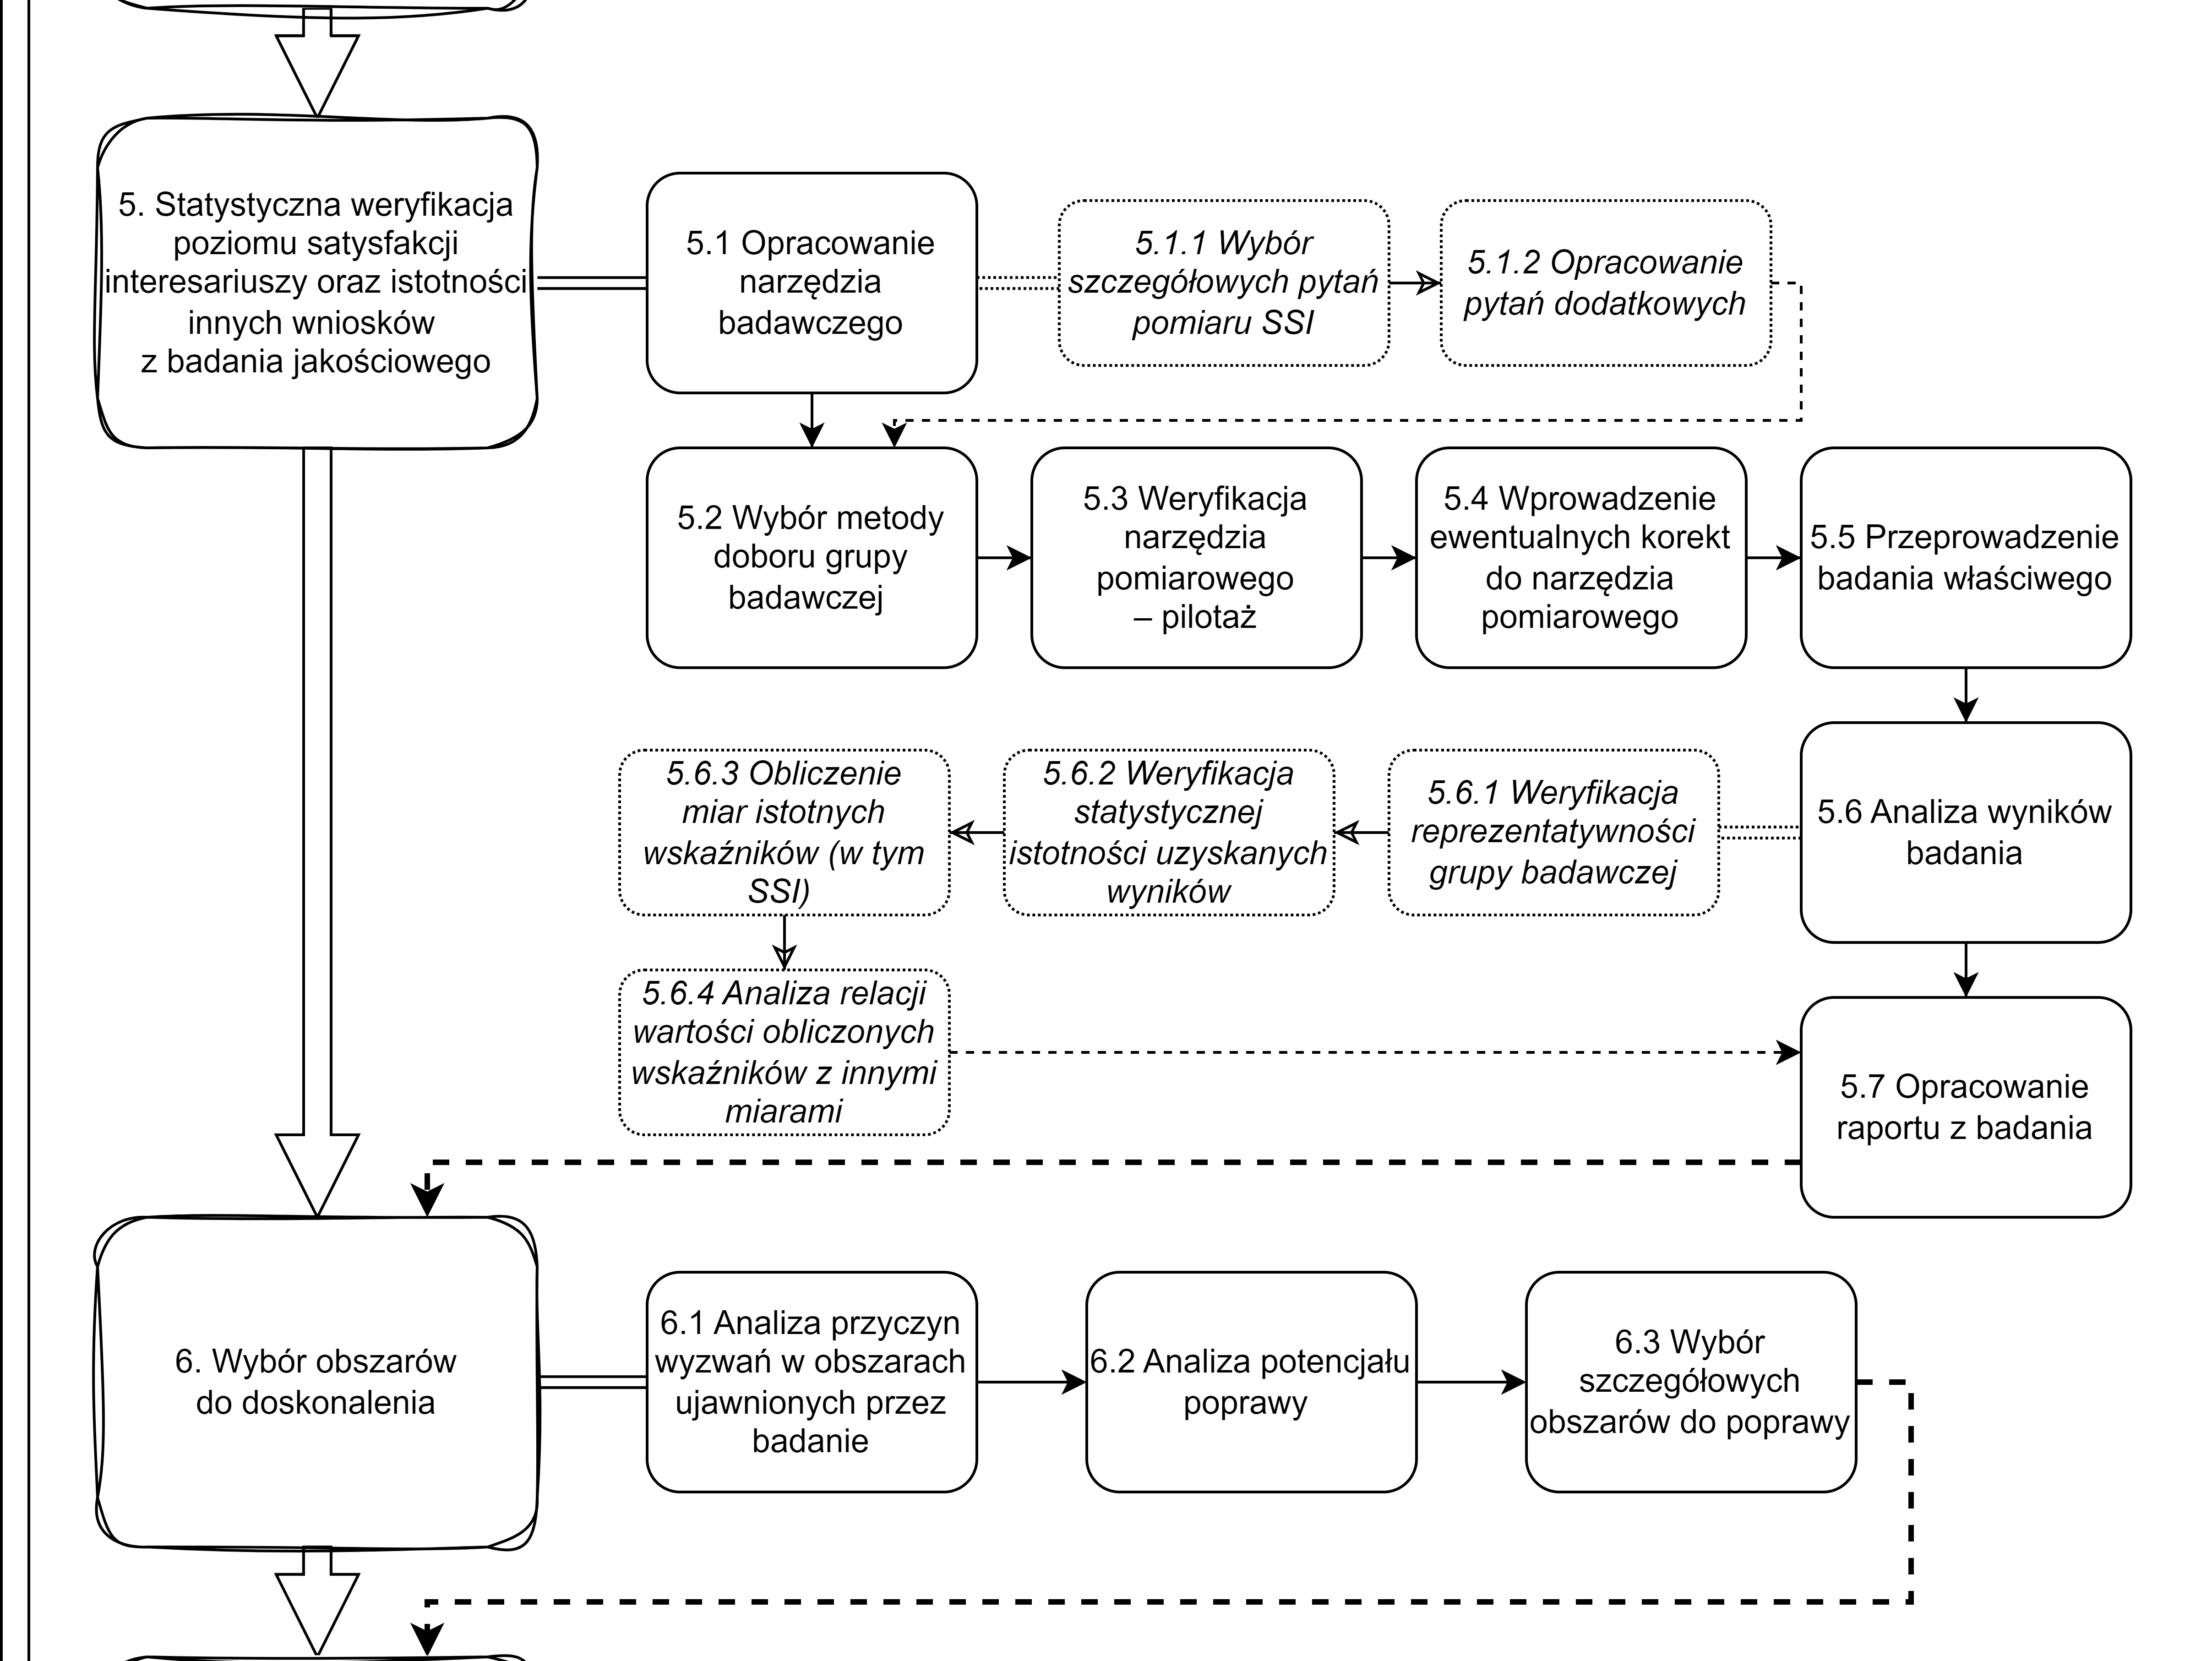 5. Statystyczna weryfikacja
poziomu satysfakcji
interesariuszy oraz istotności
innych wniosków
z badania jakościowego
5.1 Opracowanie
narzędzia
badawczego
5.1.1 Wybór
szczegółowych pytań
pomiaru SSI
5.1.2 Opracowanie
pytań dodatkowych
5.2 Wybór metody
doboru grupy
badawczej
5.3 Weryfikacja
narzędzia
pomiarowego
– pilotaż
5.4 Wprowadzenie
ewentualnych korekt
do narzędzia
pomiarowego
5.5 Przeprowadzenie
badania właściwego
5.6 Analiza wyników
badania
5.6.1 Weryfikacja
reprezentatywności
grupy badawczej
5.6.2 Weryfikacja
statystycznej
istotności uzyskanych
wyników
5.6.3 Obliczenie
miar istotnych
wskaźników (w tym
SSI)
5.6.4 Analiza relacji
wartości obliczonych
wskaźników z innymi
miarami
5.7 Opracowanie
raportu z badania
6. Wybór obszarów
do doskonalenia
6.1 Analiza przyczyn
wyzwań w obszarach
ujawnionych przez
badanie
6.2 Analiza potencjału
poprawy
6.3 Wybór
szczegółowych
obszarów do poprawy